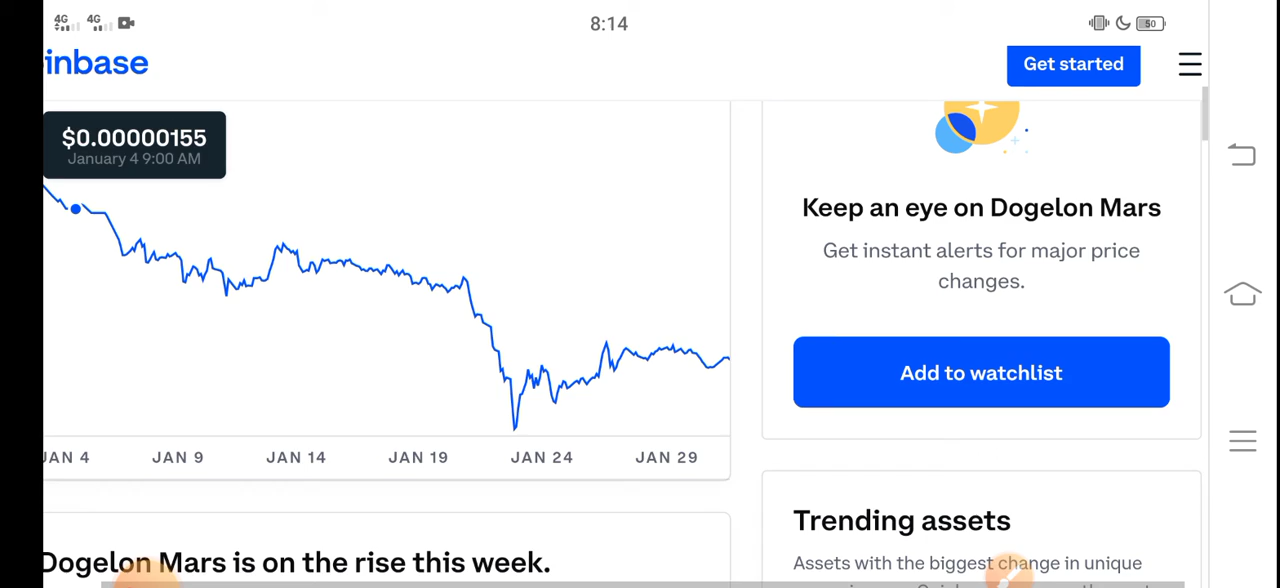 4G 4G 8:14 50
inbase
Get started
$0.00000155
January 4 9:00 AM
Keep an eye on Dogelon Mars
Get instant alerts for major price
changes.
Add to watchlist
JAN 4 JAN 9 JAN 14 JAN 19 JAN 24 JAN 29
Dogelon Mars is on the rise this week.
Trending assets
Assets with the biggest change in unique